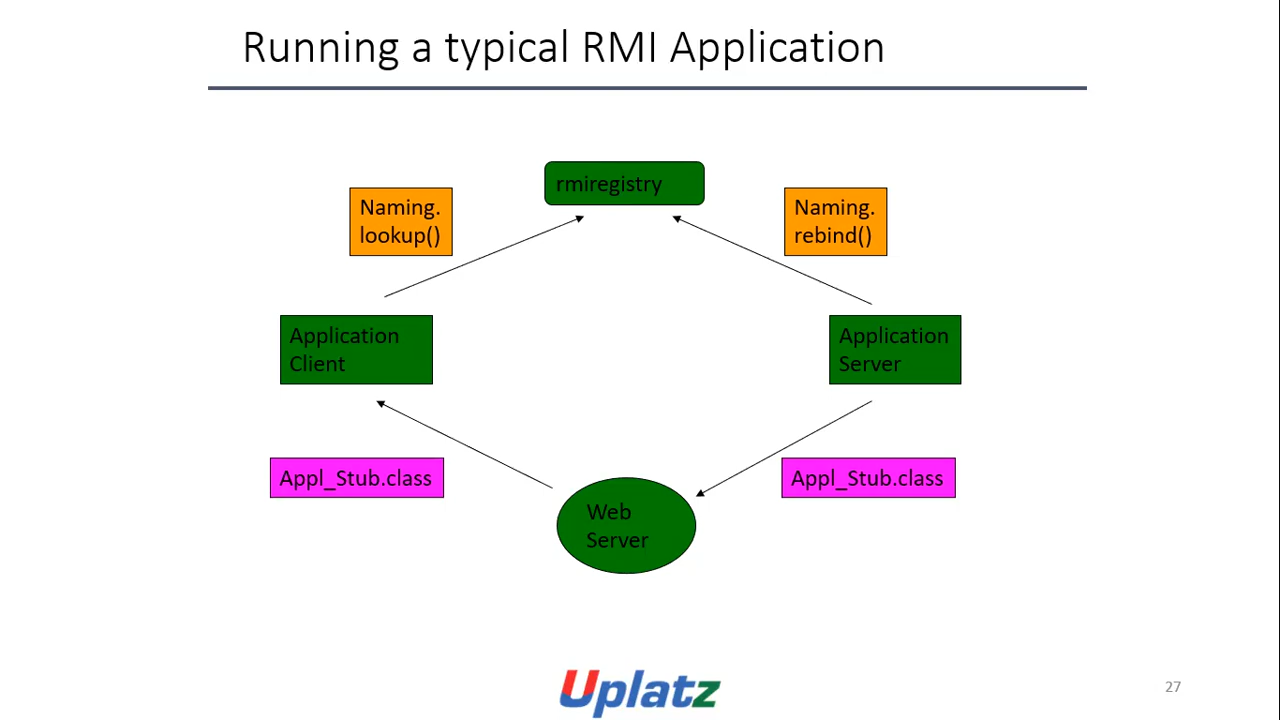 Running a typical RMI Application
rmiregistry
Naming.
lookup()
Naming.
rebind()
Application
Client
Application
Server
Appl_Stub.class
Appl_Stub.class
Web
Server
Uplatz
27